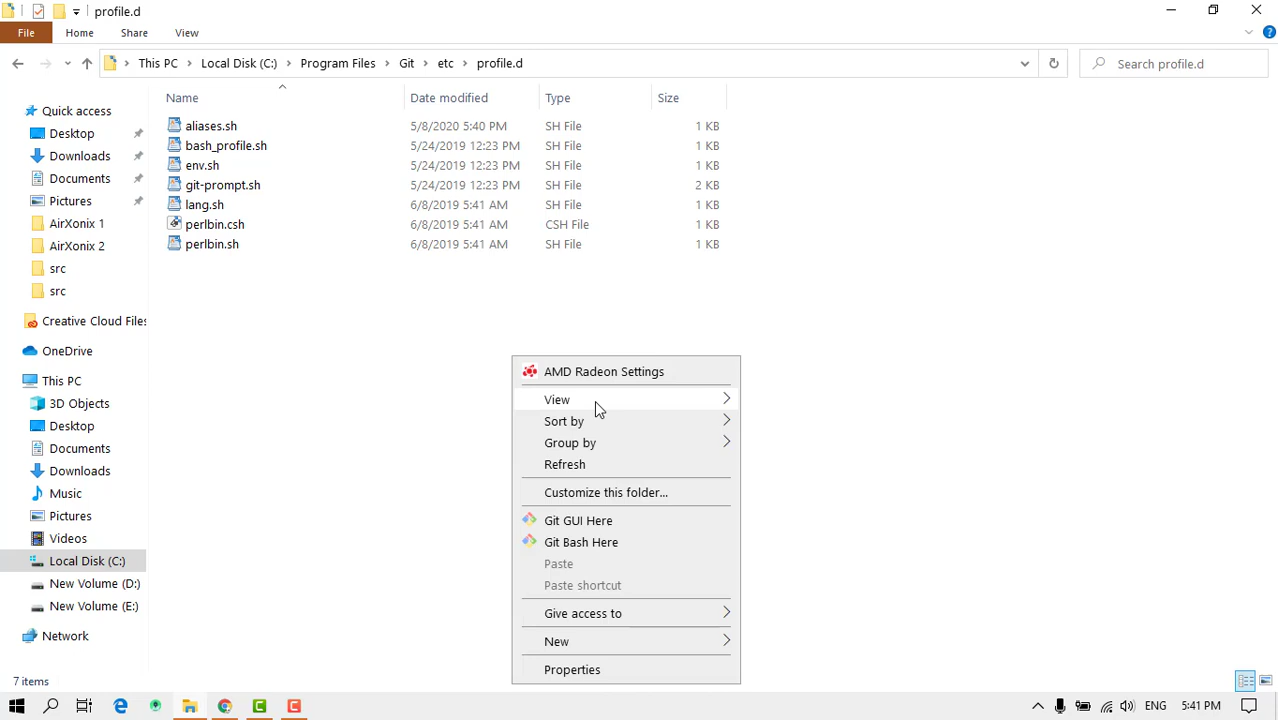 profile.d
File Home Share View
This PC Local Disk (C:) Program Files Git etc profile.d
Search profile.d
Name Date modified Type Size
aliases.sh 5/8/2020 5:40 PM SH File 1 KB
bash_profile.sh 5/24/2019 12:23 PM SH File 1 KB
env.sh 5/24/2019 12:23 PM SH File 1 KB
git-prompt.sh 5/24/2019 12:23 PM SH File 2 KB
lang.sh 6/8/2019 5:41 AM SH File 1 KB
perlbin.csh 6/8/2019 5:41 AM CSH File 1 KB
perlbin.sh 6/8/2019 5:41 AM SH File 1 KB
Quick access
Desktop
Downloads
Documents
Pictures
AirXonix 1
AirXonix 2
src
src
Creative Cloud Files
OneDrive
This PC
3D Objects
Desktop
Documents
Downloads
Music
Pictures
Videos
Local Disk (C:)
New Volume (D:)
New Volume (E:)
Network
AMD Radeon Settings
View
Sort by
Group by
Refresh
Customize this folder...
Git GUI Here
Git Bash Here
Paste
Paste shortcut
Give access to
New
Properties
7 items
ENG 5:41 PM